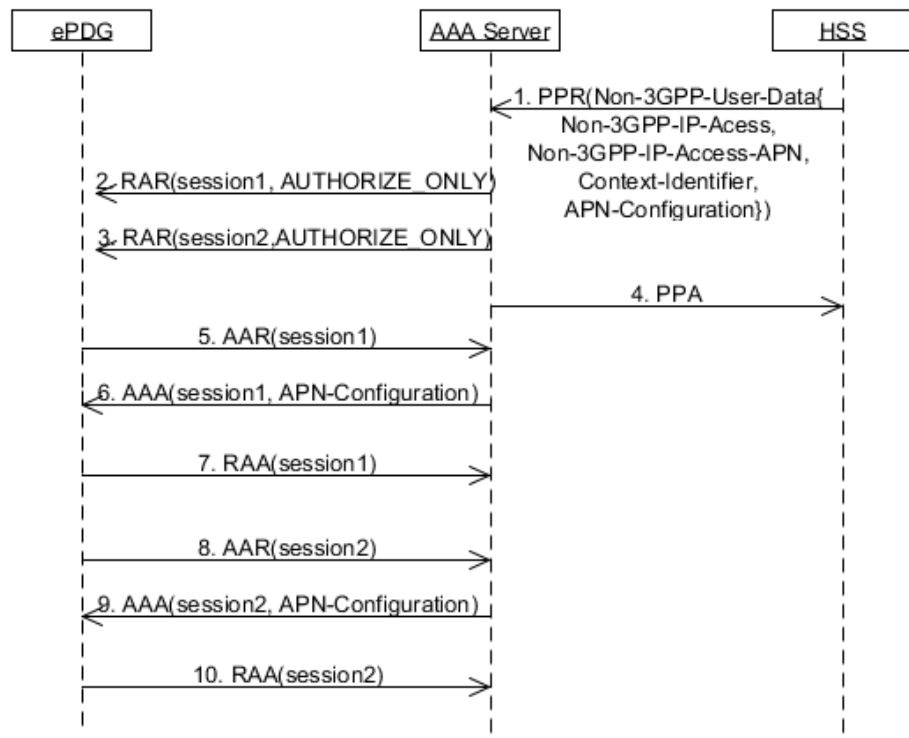 ePDG
AAA Server
HSS
1. PPR(Non-3GPP-User-Data{
Non-3GPP-IP-Acess,
Non-3GPP-IP-Access-APN,
Context-Identifier,
APN-Configuration})
2. RAR(session1, AUTHORIZE_ONLY)
3. RAR(session2,AUTHORIZE_ONLY)
4. PPA
5. AAR(session1)
6. AAA(session1, APN-Configuration)
7. RAA(session1)
8. AAR(session2)
9. AAA(session2, APN-Configuration)
10. RAA(session2)